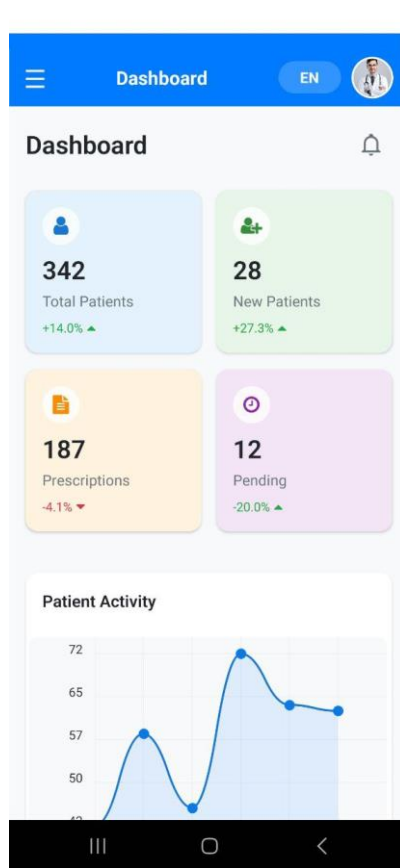 Dashboard
EN
Dashboard
342
Total Patients
+14.0%
28
New Patients
+27.3%
187
Prescriptions
-4.1%
12
Pending
-20.0%
Patient Activity
72
65
57
50